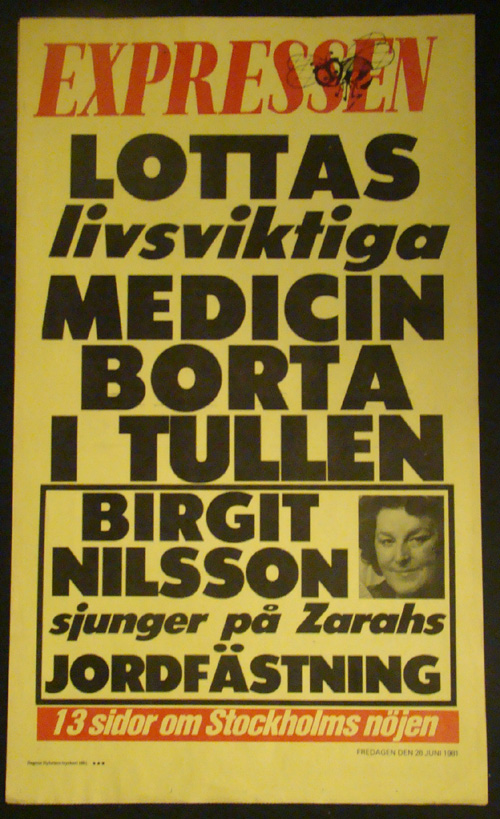 EXPRESSEN
LOTTAS
livsviktiga
MEDICIN
BORTA
I TULLEN
BIRGIT
NILSSON
sjunger på Zarahs
JORDFÄSTNING
13 sidor om Stockholms nöjen
FREDAGEN DEN 26 JUNI 1981